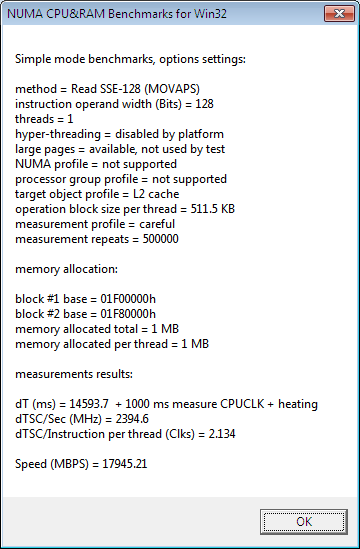 NUMA CPU&RAM Benchmarks for Win32
Simple mode benchmarks, options settings:
method = Read SSE-128 (MOVAPS)
instruction operand width (Bits) = 128
threads = 1
hyper-threading = disabled by platform
large pages = available, not used by test
NUMA profile = not supported
processor group profile = not supported
target object profile = L2 cache
operation block size per thread = 511.5 KB
measurement profile = careful
measurement repeats = 500000
memory allocation:
block #1 base = 01F00000h
block #2 base = 01F80000h
memory allocated total = 1 MB
memory allocated per thread = 1 MB
measurements results:
dT (ms) = 14593.7  + 1000 ms measure CPUCLK + heating
dTSC/Sec (MHz) = 2394.6
dTSC/Instruction per thread (Clks) = 2.134
Speed (MBPS) = 17945.21
OK